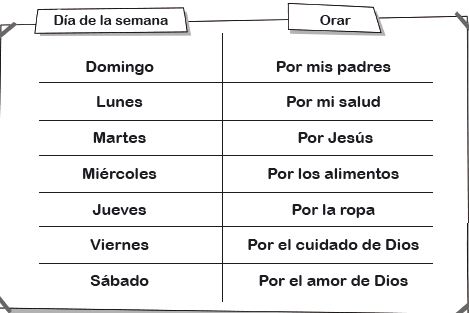 Día de la semana Orar
Domingo Por mis padres
Lunes Por mi salud
Martes Por Jesús
Miércoles Por los alimentos
Jueves Por la ropa
Viernes Por el cuidado de Dios
Sábado Por el amor de Dios